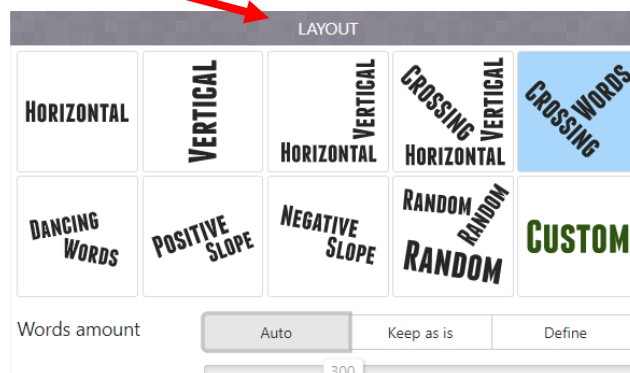 LAYOUT
HORIZONTAL
VERTICAL
HORIZONTAL VERTICAL
CROSSING HORIZONTAL VERTICAL
CROSSING WORDS CROSSING
DANCING WORDS
POSITIVE SLOPE
NEGATIVE SLOPE
RANDOM RANDOM RANDOM
CUSTOM
Words amount Auto Keep as is Define
300